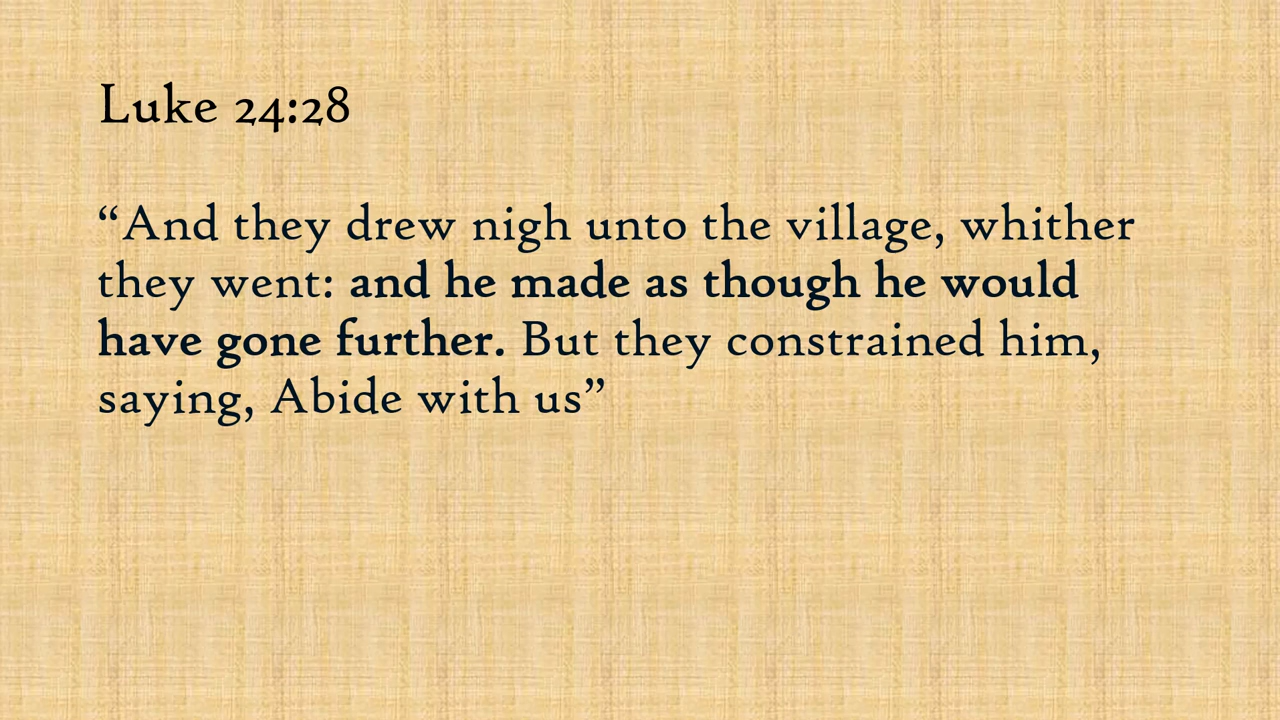 Luke 24:28
“And they drew nigh unto the village, whither
they went: and he made as though he would
have gone further. But they constrained him,
saying, Abide with us”